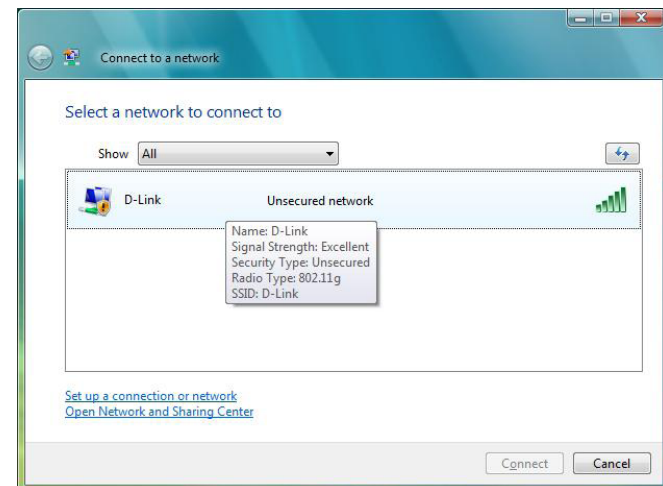 Connect to a network
Select a network to connect to
Show All
D-Link Unsecured network
Name: D-Link
Signal Strength: Excellent
Security Type: Unsecured
Radio Type: 802.11g
SSID: D-Link
Set up a connection or network
Open Network and Sharing Center
Connect Cancel